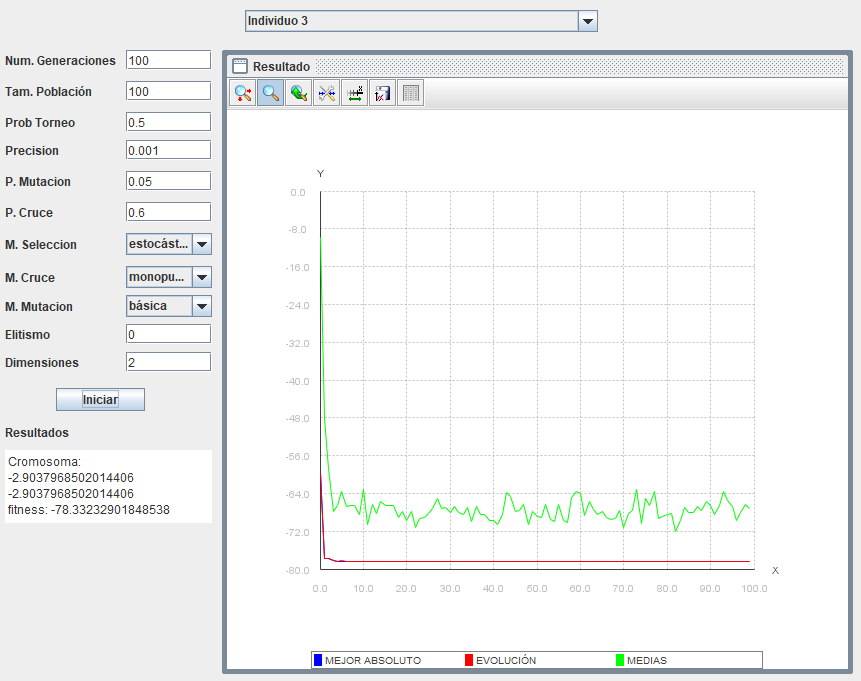 Individuo 3
Num. Generaciones 100
Tam. Población 100
Prob Torneo 0.5
Precision 0.001
P. Mutacion 0.05
P. Cruce 0.6
M. Seleccion estocást...
M. Cruce monopu...
M. Mutacion básica
Elitismo 0
Dimensiones 2
Iniciar
Resultados
Cromosoma:
-2.9037968502014406
-2.9037968502014406
fitness: -78.33232901848538
Resultado
Y
0.0
-8.0
-16.0
-24.0
-32.0
-40.0
-48.0
-56.0
-64.0
-72.0
-80.0
X
0.0 10.0 20.0 30.0 40.0 50.0 60.0 70.0 80.0 90.0 100.0
MEJOR ABSOLUTO EVOLUCIÓN MEDIAS